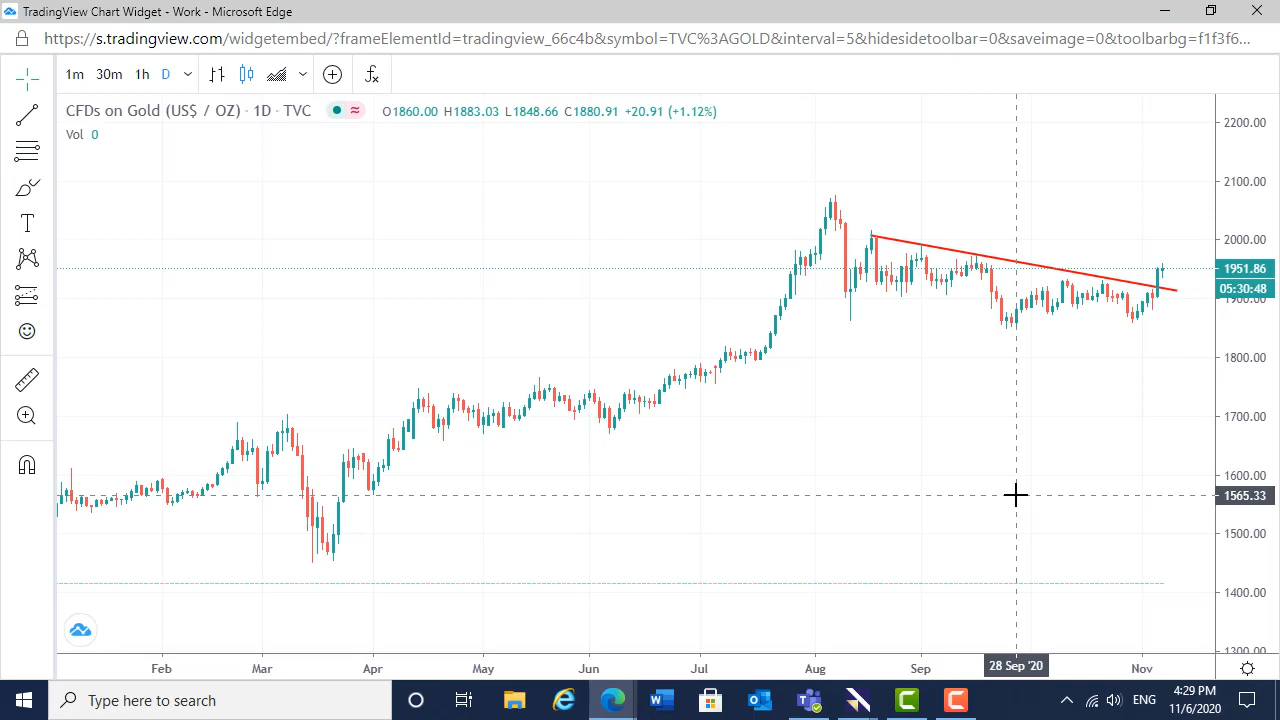 TradingView Chart Widget - Work - Microsoft Edge
https://s.tradingview.com/widgetembed/?frameElementId=tradingview_66c4b&symbol=TVC%3AGOLD&interval=5&hidesidetoolbar=0&saveimage=0&toolbarbg=f1f3f6...
1m 30m 1h D
CFDs on Gold (US$ / OZ) · 1D · TVC O1860.00 H1883.03 L1848.66 C1880.91 +20.91 (+1.12%)
Vol 0
2200.00
2100.00
2000.00
1951.86
05:30:48
1900.00
1800.00
1700.00
1600.00
1565.33
1500.00
1400.00
1300.00
Feb Mar Apr May Jun Jul Aug Sep 28 Sep '20 Nov
Type here to search
ENG
4:29 PM
11/6/2020